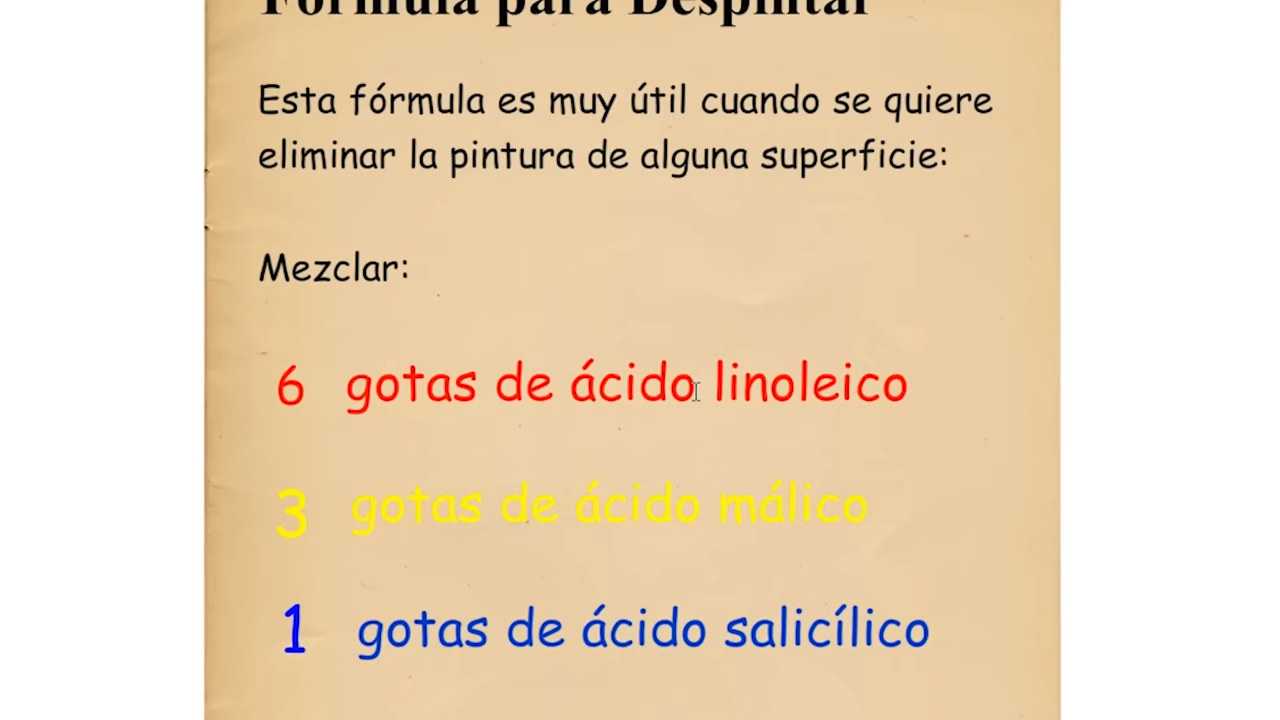 Fórmula para Despintar
Esta fórmula es muy útil cuando se quiere
eliminar la pintura de alguna superficie:
Mezclar:
6 gotas de ácido linoleico
3 gotas de ácido málico
1 gotas de ácido salicílico